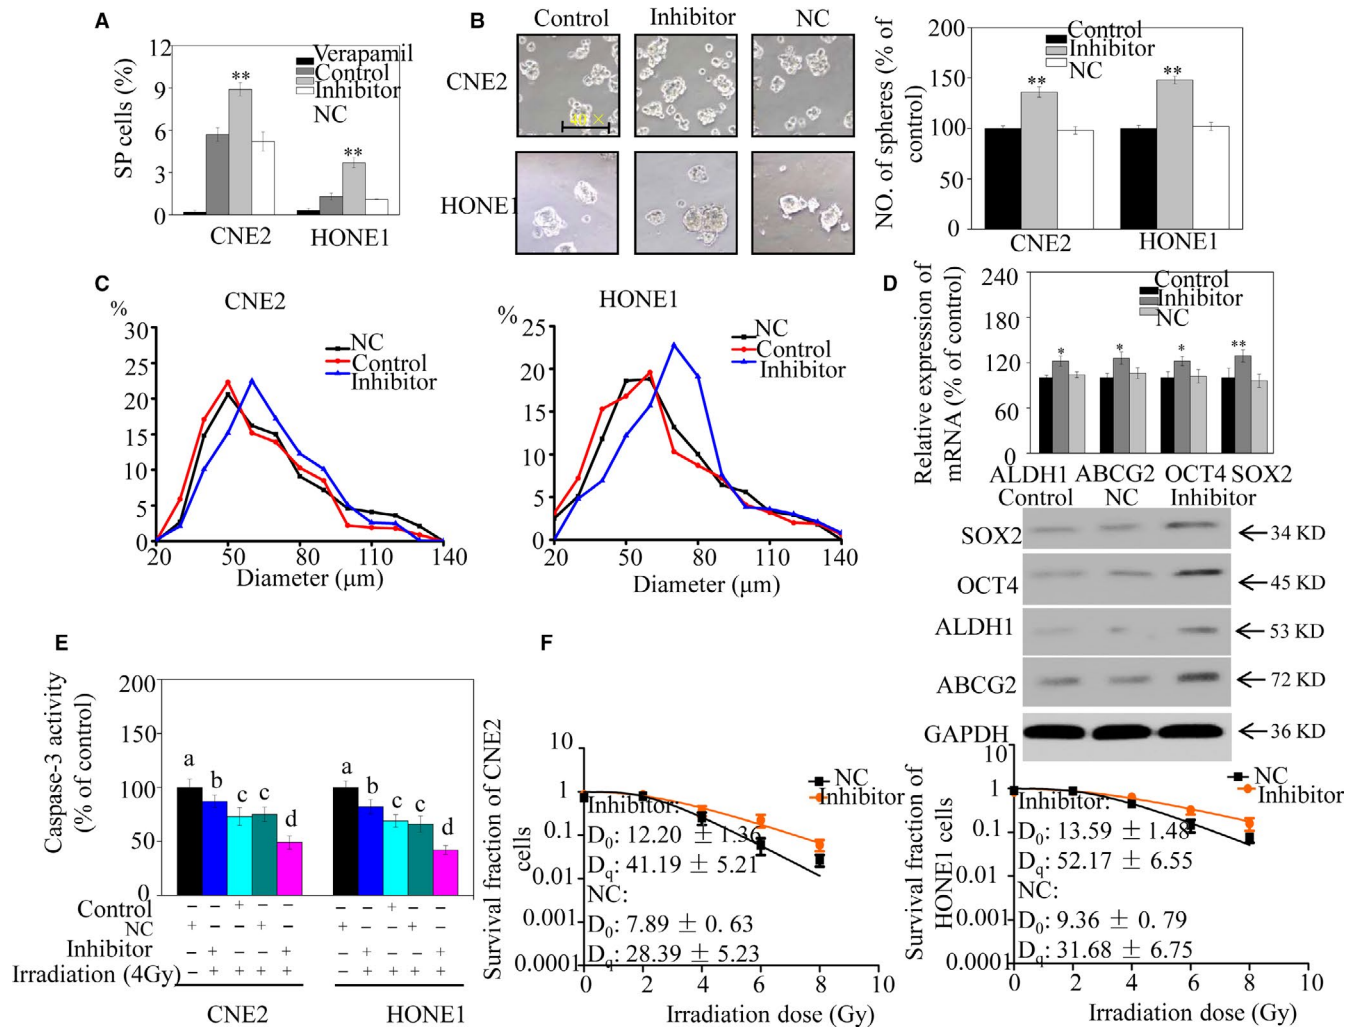 A
SP cells (%)
12
9
6
3
0
Verapamil
Control
Inhibitor
NC
**
**
CNE2 HONE1
B
Control Inhibitor NC
CNE2
HONE1
NO. of spheres (% of control)
200
150
100
50
0
Control
Inhibitor
NC
**
**
CNE2 HONE1
C
CNE2
%
30
25
20
15
10
5
0
20 50 80 110 140
Diameter (μm)
NC
Control
Inhibitor
HONE1
%
25
20
15
10
5
0
20 50 80 110 140
Diameter (μm)
NC
Control
Inhibitor
D
Relative expression of
mRNA (% of control)
240
180
120
60
0
Control
Inhibitor
NC
* * * **
ALDH1 ABCG2 OCT4 SOX2
Control NC Inhibitor
SOX2 34 KD
OCT4 45 KD
ALDH1 53 KD
ABCG2 72 KD
GAPDH 36 KD
E
Caspase-3 activity
(% of control)
200
150
100
50
0
a b c c d
a b c c d
Control − − + − − − − + − −
NC + − − + − + − − + −
Inhibitor − + − − + − + − − +
Irradiation (4Gy) − + + + + − + + + +
CNE2 HONE1
F
Survival fraction of CNE2
cells
10
1
0.1
0.01
0.001
0.0001
0 2 4 6 8 10
Irradiation dose (Gy)
NC
Inhibitor
Inhibitor:
D0: 12.20 ± 1.36
Dq: 41.19 ± 5.21
NC:
D0: 7.89 ± 0. 63
Dq: 28.39 ± 5.23
Survival fraction of
HONE1 cells
10
1
0.1
0.01
0.001
0.0001
0 2 4 6 8 10
Irradiation dose (Gy)
NC
Inhibitor
Inhibitor:
D0: 13.59 ± 1.48
Dq: 52.17 ± 6.55
NC:
D0: 9.36 ± 0. 79
Dq: 31.68 ± 6.75